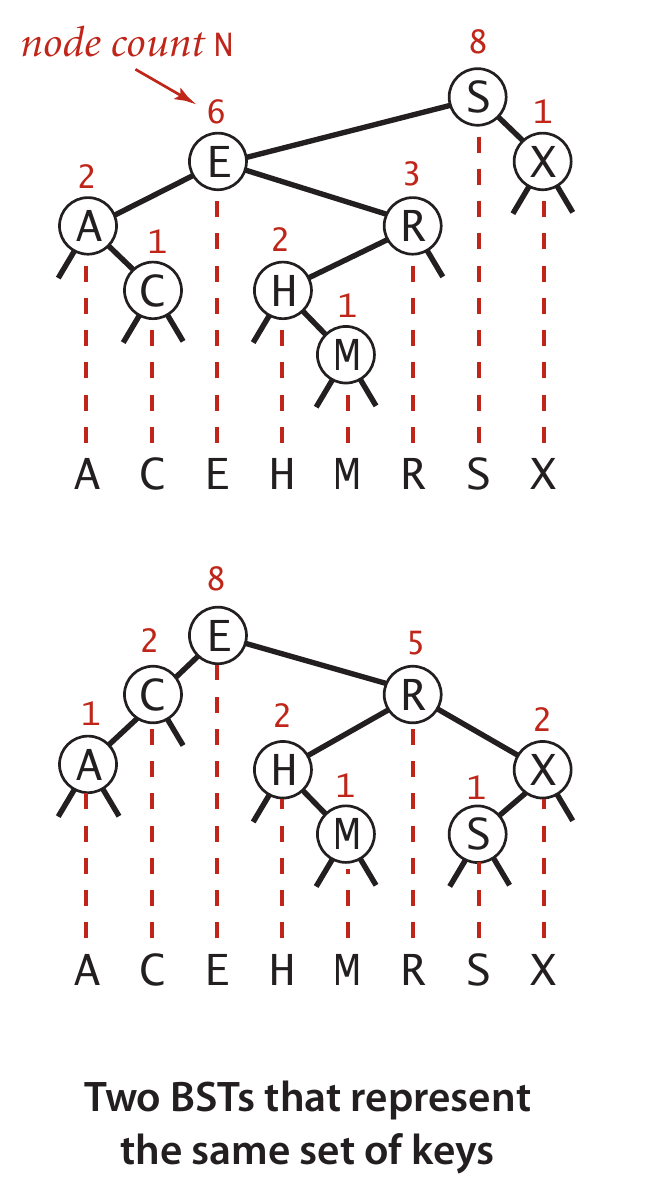 node count N
8
S
6
1
E
X
2
3
A
R
1
2
C
H
1
M
A C E H M R S X
8
E
2
5
C
R
1
2
2
A
H
X
1
1
M
S
A C E H M R S X
Two BSTs that represent
the same set of keys